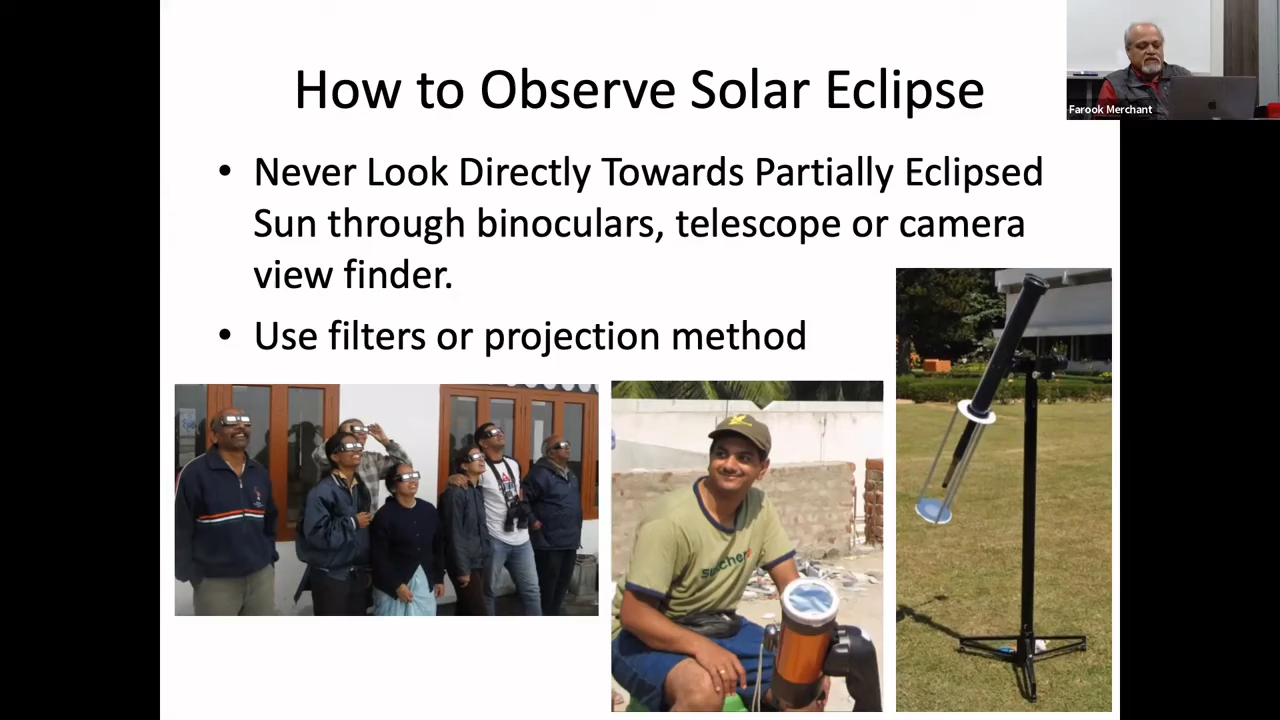 How to Observe Solar Eclipse
Farook Merchant
• Never Look Directly Towards Partially Eclipsed
Sun through binoculars, telescope or camera
view finder.
• Use filters or projection method